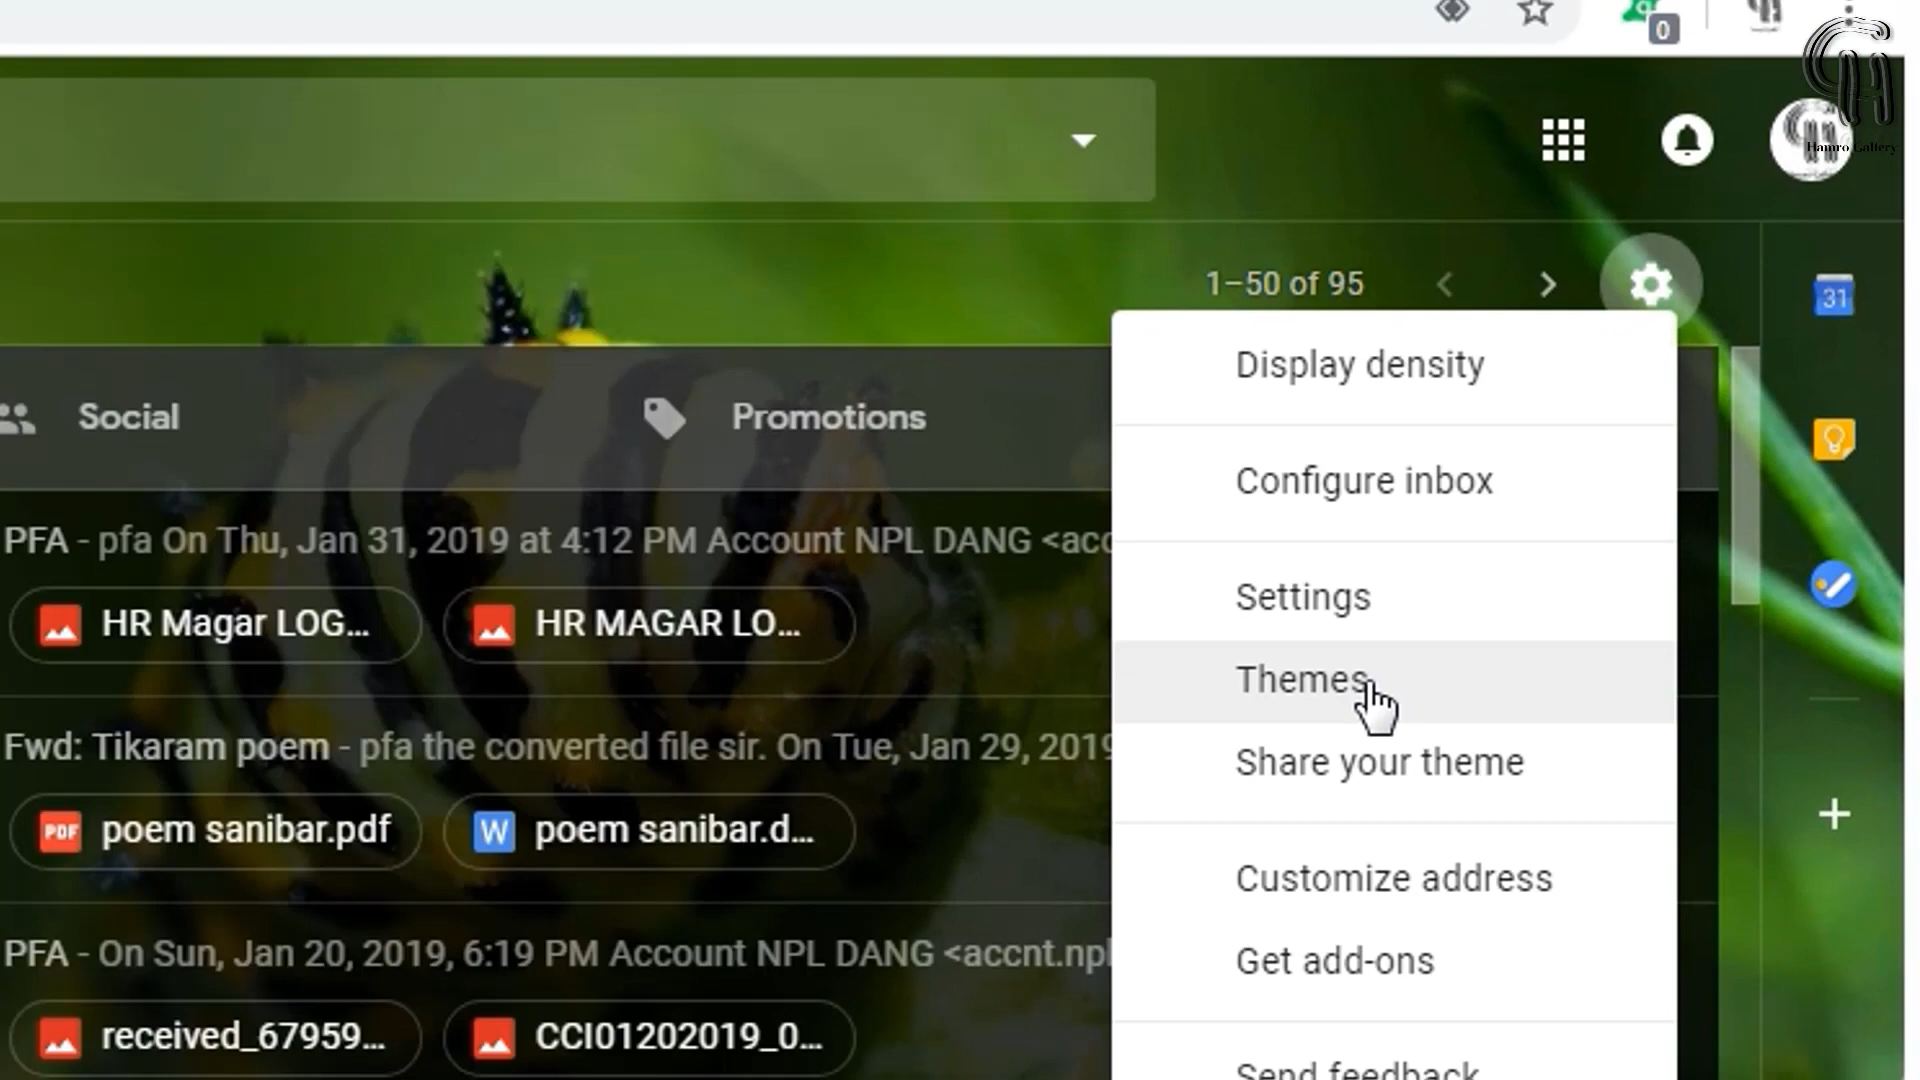 0
Hamro Gallery
1–50 of 95
31
Display density
Social
Promotions
Configure inbox
PFA - pfa On Thu, Jan 31, 2019 at 4:12 PM Account NPL DANG <acc
Settings
HR Magar LOG...
HR MAGAR LO...
Themes
Fwd: Tikaram poem - pfa the converted file sir. On Tue, Jan 29, 2019
Share your theme
PDF
poem sanibar.pdf
W
poem sanibar.d...
Customize address
PFA - On Sun, Jan 20, 2019, 6:19 PM Account NPL DANG <accnt.npl
Get add-ons
received_67959...
CCI01202019_0...
Send feedback